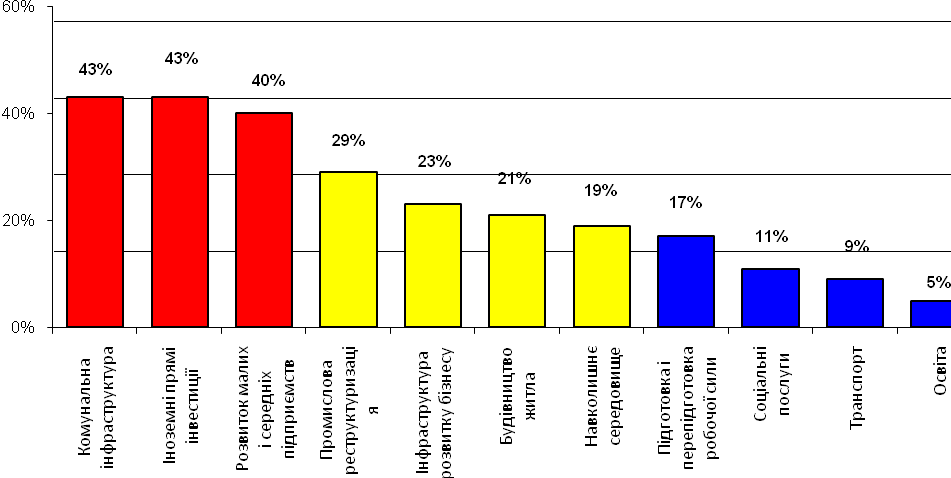 60%
40%
20%
0%
43%
43%
40%
29%
23%
21%
19%
17%
11%
9%
5%
Комунальна
інфраструктура
Іноземні прямі
інвестиції
Розвиток малих
і середніх
підприємств
Промислова
реструктуризаці
я
Інфраструктура
розвитку бізнесу
Будівництво
житла
Навколишнє
середовище
Підготовка і
перепідготовка
робочої сили
Соціальні
послуги
Транспорт
Освіта